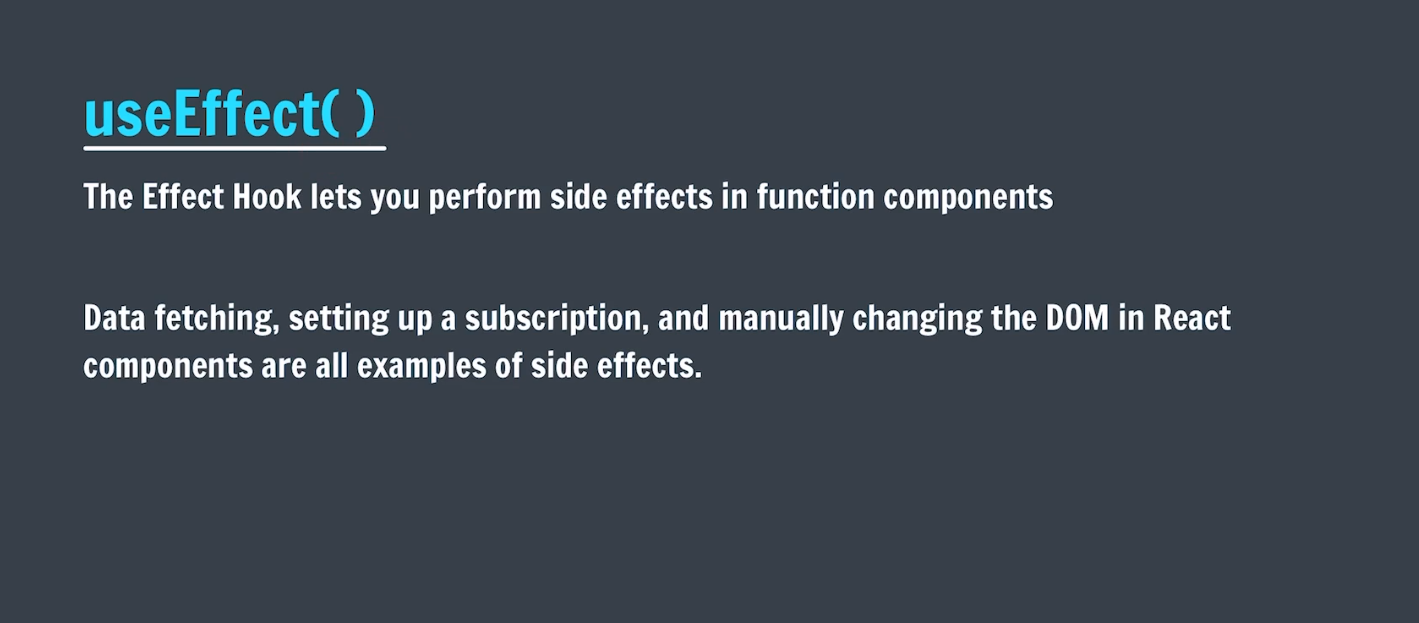 useEffect( )
The Effect Hook lets you perform side effects in function components
Data fetching, setting up a subscription, and manually changing the DOM in React
components are all examples of side effects.